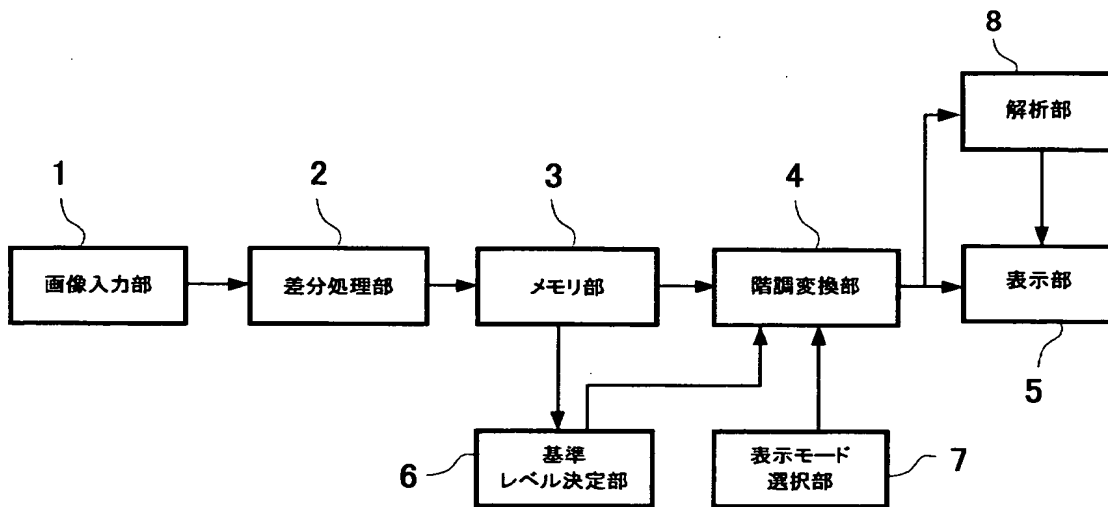 8
解析部
1
2
3
4
画像入力部
差分処理部
メモリ部
階調変換部
表示部
5
6
基準
レベル決定部
表示モード
選択部
7